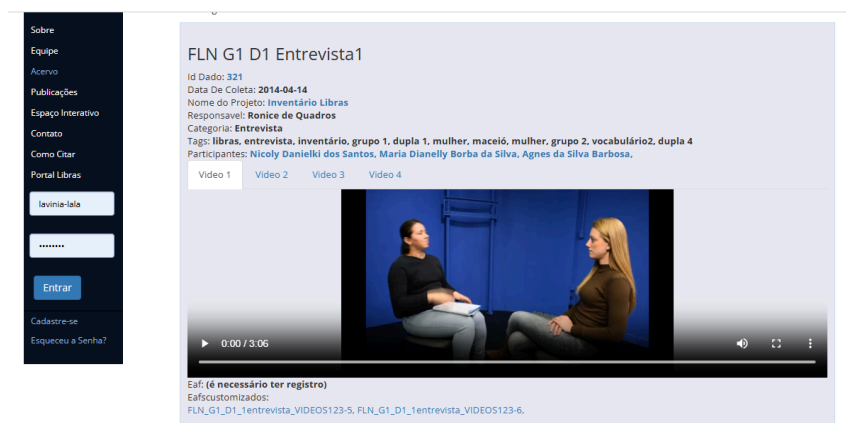 Sobre
Equipe
Acervo
Publicações
Espaço Interativo
Contato
Como Citar
Portal Libras
lavinia-lala
••••••••
Entrar
Cadastre-se
Esqueceu a Senha?
FLN G1 D1 Entrevista1
Id Dado: 321
Data De Coleta: 2014-04-14
Nome do Projeto: Inventário Libras
Responsavel: Ronice de Quadros
Categoria: Entrevista
Tags: libras, entrevista, inventário, grupo 1, dupla 1, mulher, maceió, mulher, grupo 2, vocabulário2, dupla 4
Participantes: Nicoly Danielki dos Santos, Maria Dianelly Borba da Silva, Agnes da Silva Barbosa,
Video 1 Video 2 Video 3 Video 4
0:00 / 3:06
Eaf: (é necessário ter registro)
Eafscustomizados:
FLN_G1_D1_1entrevista_VIDEOS123-5, FLN_G1_D1_1entrevista_VIDEOS123-6,